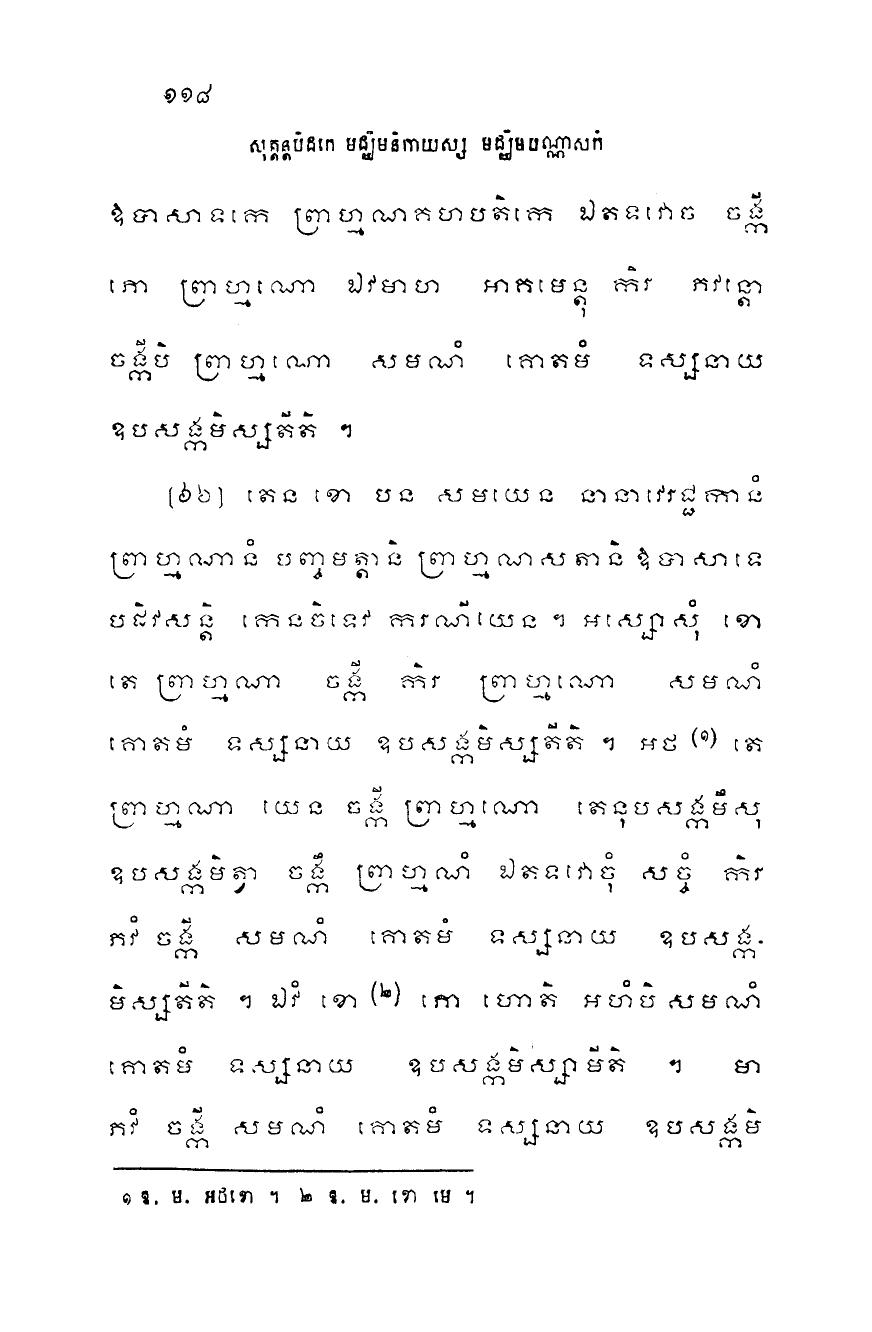 ១១៨
សុត្តន្តបិដកេ មជ្ឈិមនិកាយស្ស មជ្ឈិមបណ្ណាសកំ
ឱបាសាទកេ ព្រាហ្មណគហបតិកេ ឯតទវោច ចង្កី
ភោ ព្រាហ្មណោ ឯវមាហ អាគមេន្តុ កិរ ភវន្តោ
ចង្កីបិ ព្រាហ្មណោ សមណំ គោតមំ ទស្សនាយ
ឧបសង្កមិស្សតីតិ ។
(៦៦) តេន ខោ បន សមយេន នានាវេរជ្ជកានំ
ព្រាហ្មណានំ បញ្ចមត្តានិ ព្រាហ្មណសតានិ ឱបាសាទេ
បដិវសន្តិ កេនចិទេវ ករណីយេន ។ អស្សោសុំ ខោ
តេ ព្រាហ្មណា ចង្កី កិរ ព្រាហ្មណោ សមណំ
គោតមំ ទស្សនាយ ឧបសង្កមិស្សតីតិ ។ អថ (១) តេ
ព្រាហ្មណា យេន ចង្កី ព្រាហ្មណោ តេនុបសង្កមឹសុ
ឧបសង្កមិត្វា ចង្កឹ ព្រាហ្មណំ ឯតទវោចុំ សច្ចំ កិរ
ភវំ ចង្កី សមណំ គោតមំ ទស្សនាយ ឧបសង្ក-
មិស្សតីតិ ។ ឯវំ ខោ (២) ភោ ហោតិ អហំបិ សមណំ
គោតមំ ទស្សនាយ ឧបសង្កមិស្សាមីតិ ។ មា
ភវំ ចង្កី សមណំ គោតមំ ទស្សនាយ ឧបសង្កមិ
១ ឱ. ម. អថខោ ។ ២ ឱ. ម. ខោ មេ ។